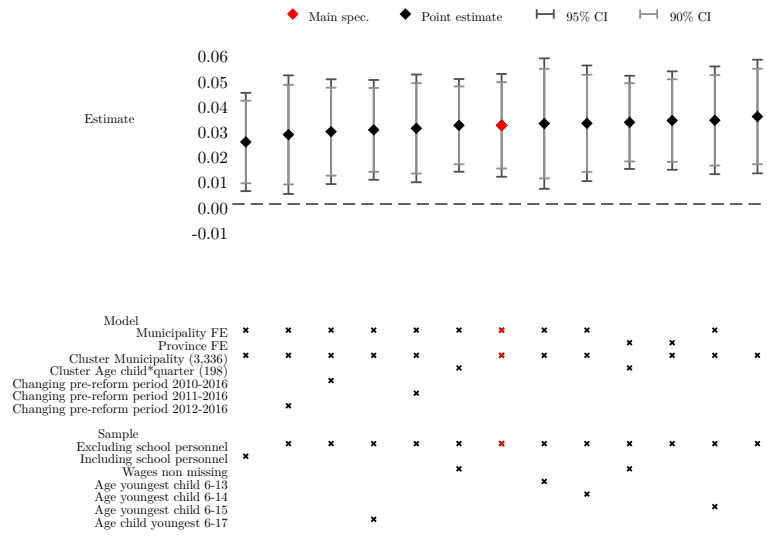 Main spec. Point estimate 95% CI 90% CI
0.06
0.05
0.04
Estimate
0.03
0.02
0.01
0.00
-0.01
Model
Municipality FE
Province FE
Cluster Municipality (3,336)
Cluster Age child*quarter (198)
Changing pre-reform period 2010-2016
Changing pre-reform period 2011-2016
Changing pre-reform period 2012-2016
Sample
Excluding school personnel
Including school personnel
Wages non missing
Age youngest child 6-13
Age youngest child 6-14
Age youngest child 6-15
Age child youngest 6-17